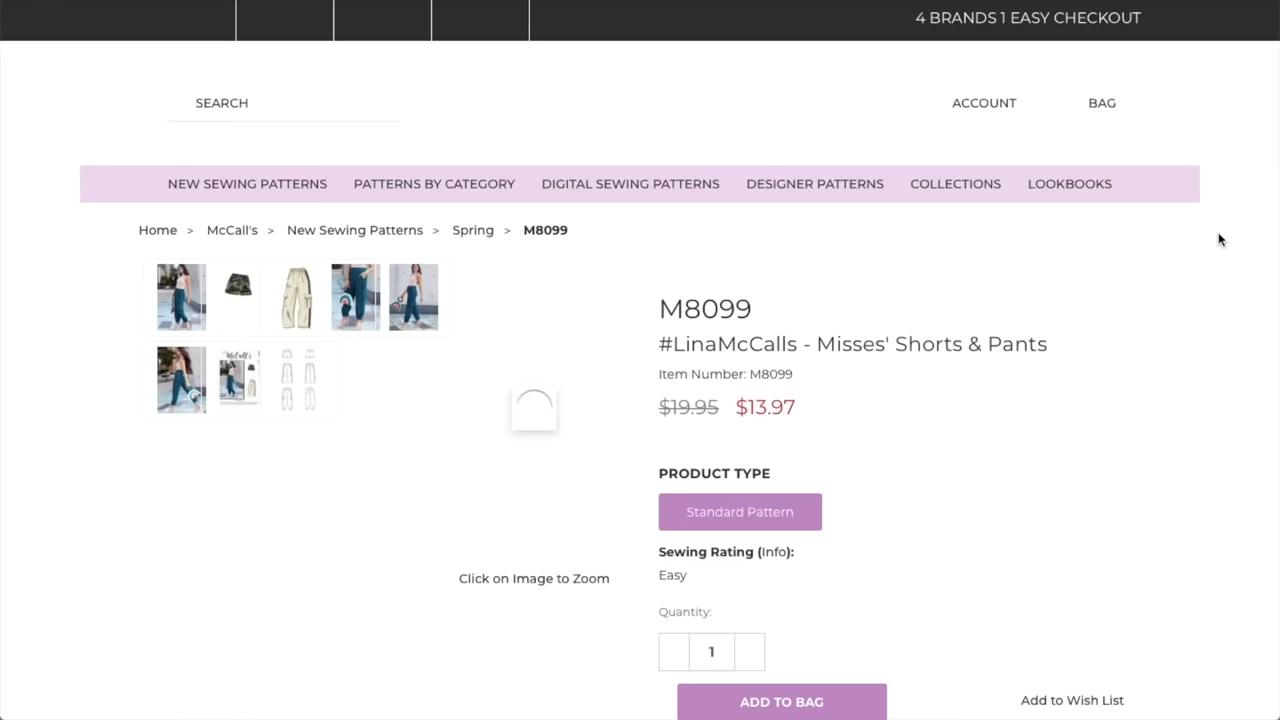 4 BRANDS 1 EASY CHECKOUT
SEARCH
ACCOUNT
BAG
NEW SEWING PATTERNS PATTERNS BY CATEGORY DIGITAL SEWING PATTERNS DESIGNER PATTERNS COLLECTIONS LOOKBOOKS
Home > McCall's > New Sewing Patterns > Spring > M8099
McCall's
M8099
#LinaMcCalls - Misses' Shorts & Pants
Item Number: M8099
$19.95 $13.97
PRODUCT TYPE
Standard Pattern
Sewing Rating (Info):
Easy
Click on Image to Zoom
Quantity:
1
ADD TO BAG
Add to Wish List